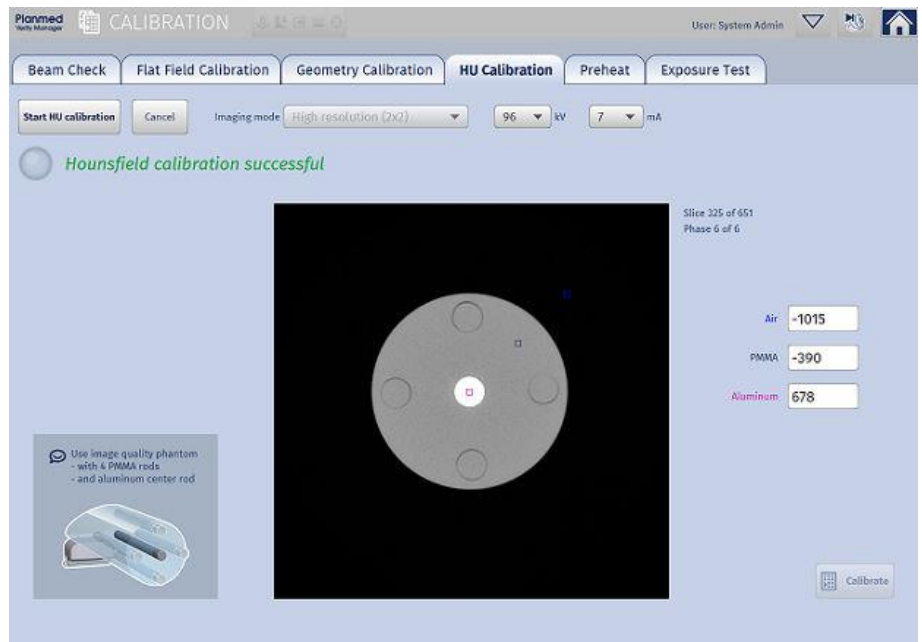 Planmed
Verity Manager
CALIBRATION
User: System Admin
Beam Check
Flat Field Calibration
Geometry Calibration
HU Calibration
Preheat
Exposure Test
Start HU calibration
Cancel
Imaging mode
High resolution (2x2)
96
kV
7
mA
Hounsfield calibration successful
Slice 325 of 651
Phase 6 of 6
Air
-1015
PMMA
-390
Aluminum
678
Use image quality phantom
- with 4 PMMA rods
- and aluminum center rod
Calibrate